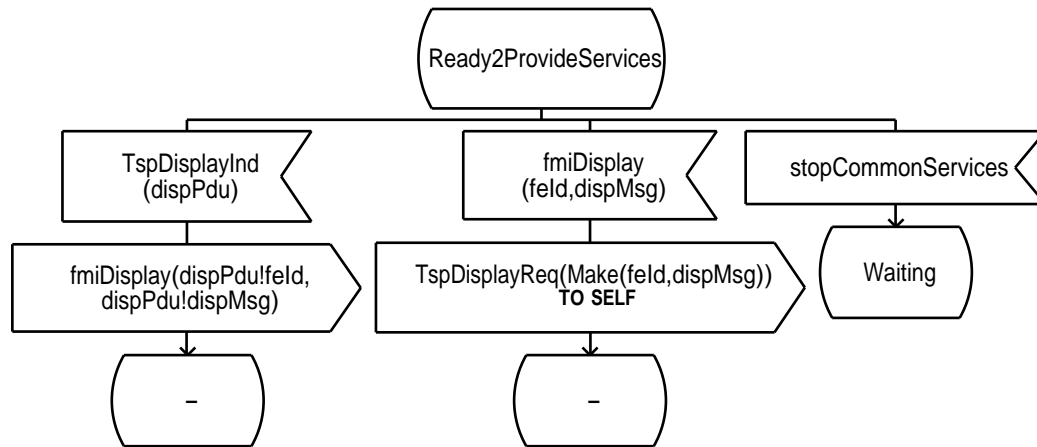 Ready2ProvideServices
TspDisplayInd
(dispPdu)
fmiDisplay
(feId,dispMsg)
stopCommonServices
fmiDisplay(dispPdu!feId,
dispPdu!dispMsg)
TspDisplayReq(Make(feId,dispMsg))
TO SELF
Waiting
–
–